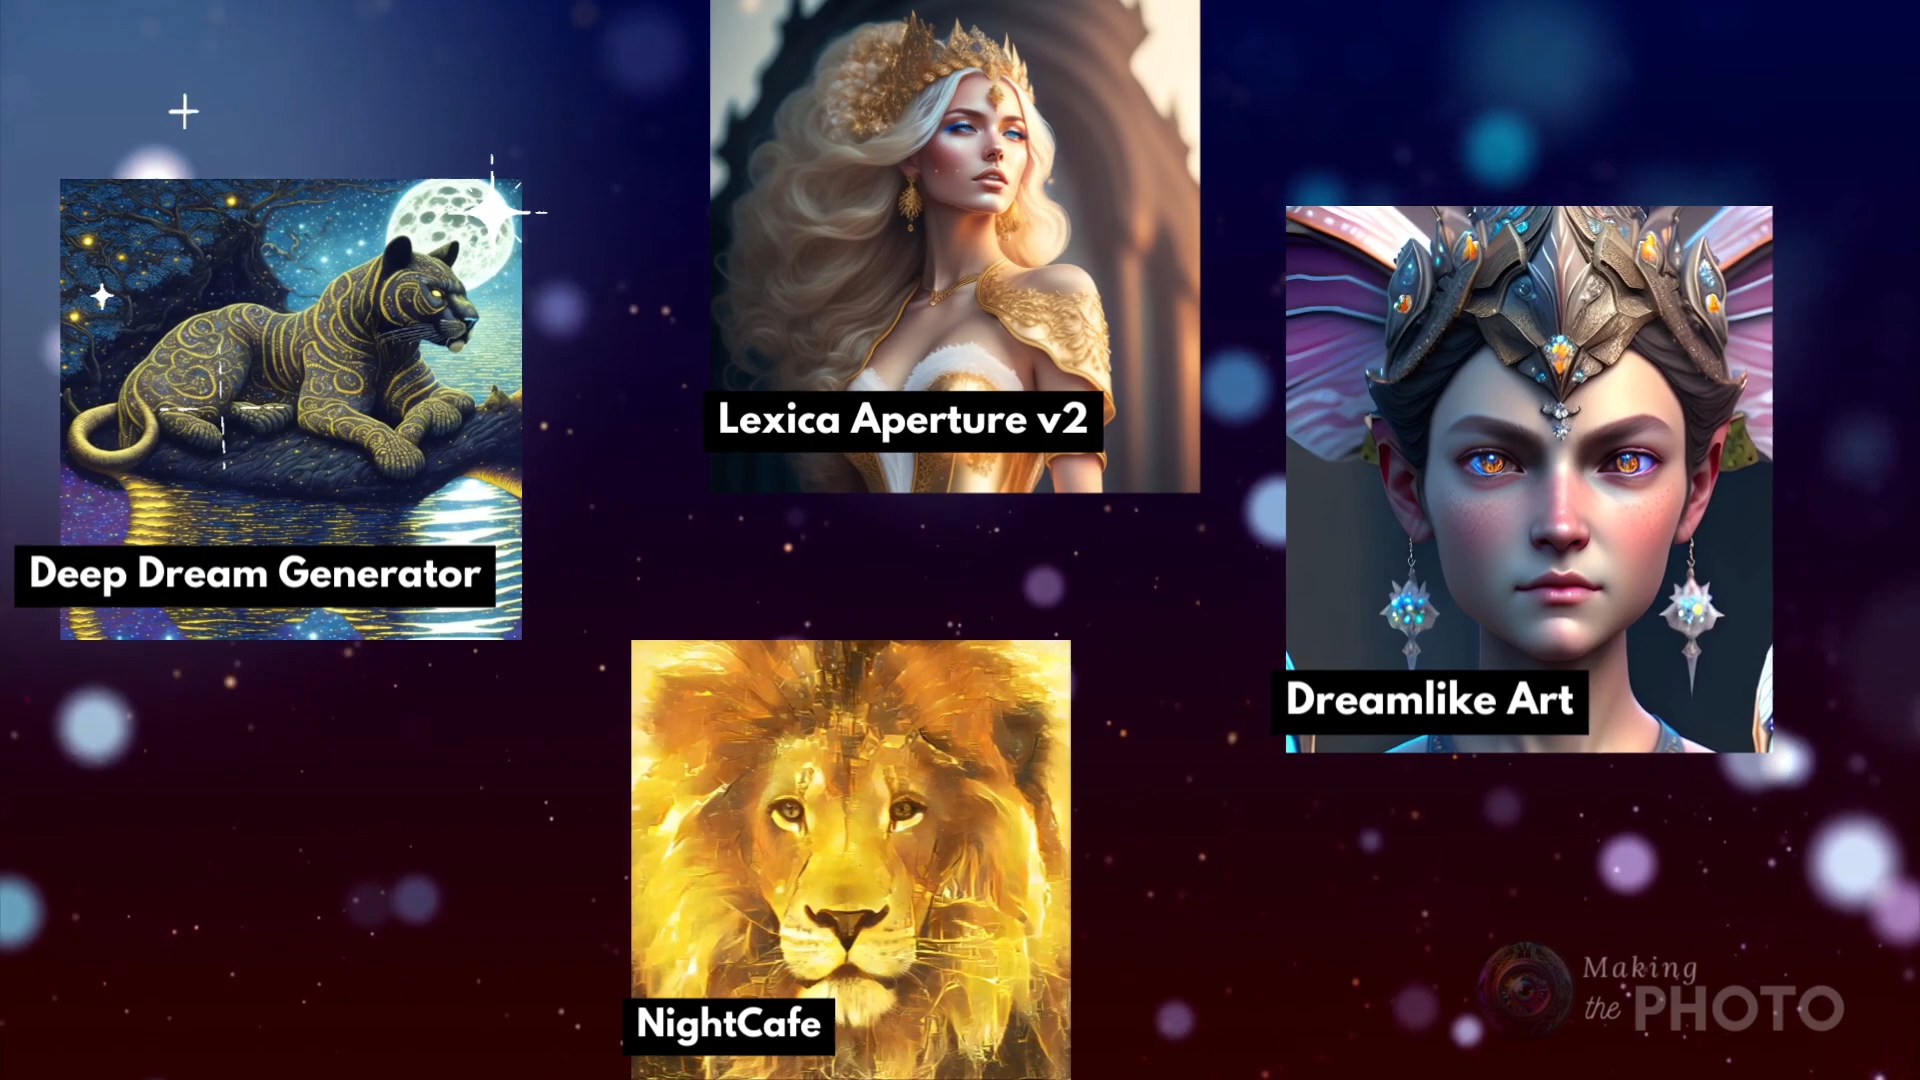 Lexica Aperture v2
Deep Dream Generator
Dreamlike Art
NightCafe
Making
the PHOTO